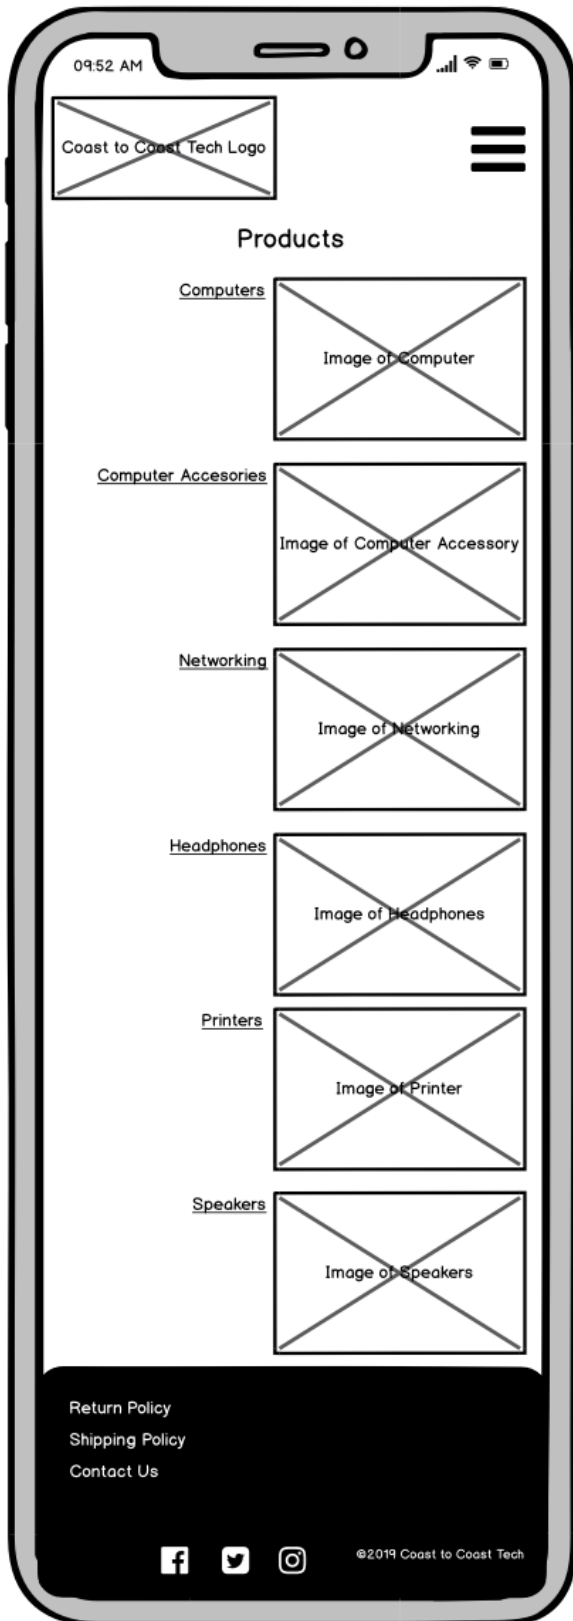 09:52 AM
Coast to Coast Tech Logo
Products
Computers
Image of Computer
Computer Accesories
Image of Computer Accessory
Networking
Image of Networking
Headphones
Image of Headphones
Printers
Image of Printer
Speakers
Image of Speakers
Return Policy
Shipping Policy
Contact Us
©2019 Coast to Coast Tech